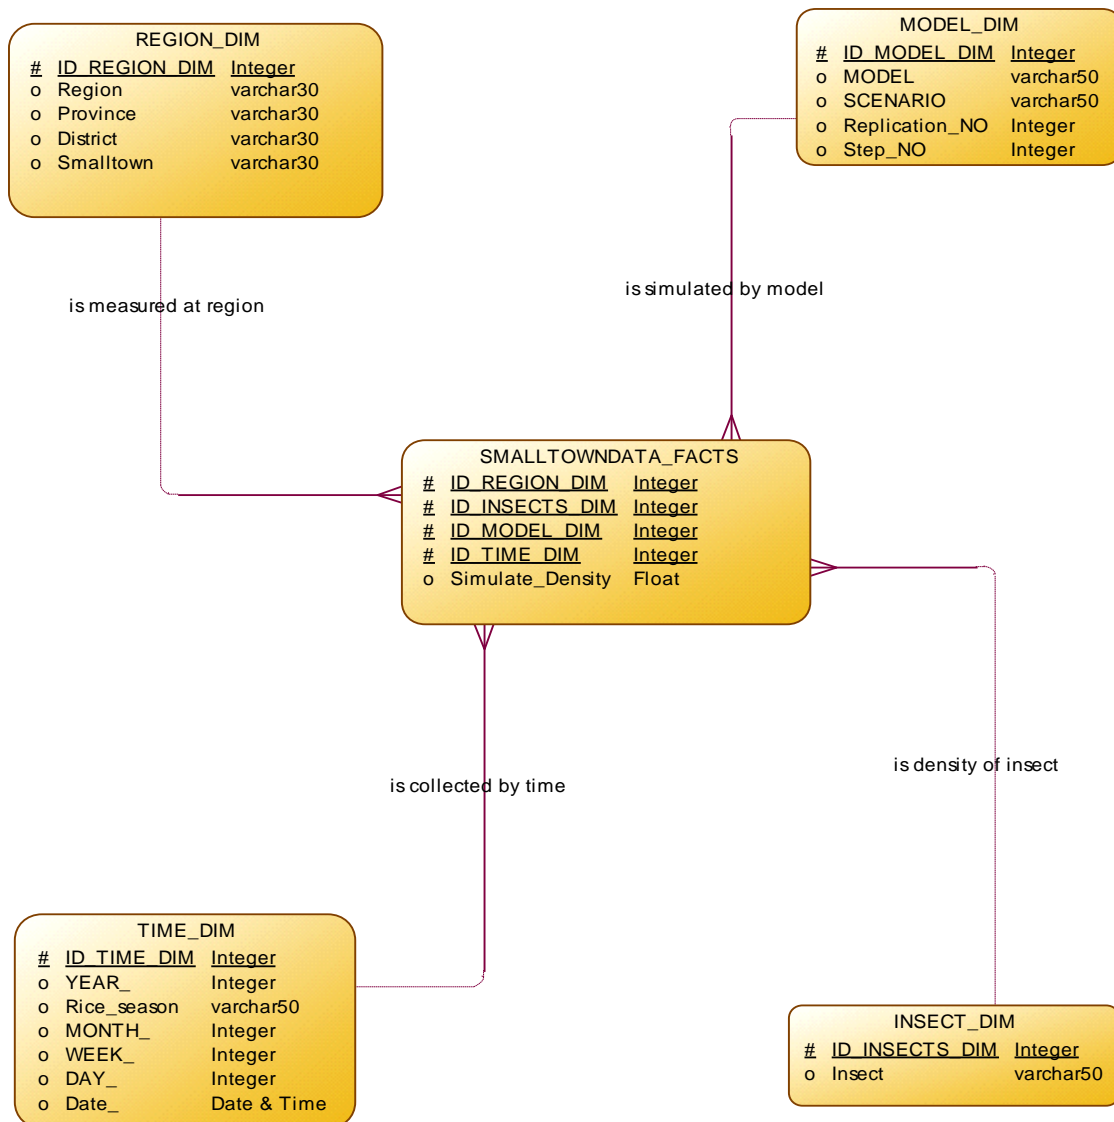 REGION_DIM
# ID_REGION_DIM Integer
o Region varchar30
o Province varchar30
o District varchar30
o Smalltown varchar30
MODEL_DIM
# ID_MODEL_DIM Integer
o MODEL varchar50
o SCENARIO varchar50
o Replication_NO Integer
o Step_NO Integer
is measured at region
is simulated by model
SMALLTOWNDATA_FACTS
# ID_REGION_DIM Integer
# ID_INSECTS_DIM Integer
# ID_MODEL_DIM Integer
# ID_TIME_DIM Integer
o Simulate_Density Float
is collected by time
is density of insect
TIME_DIM
# ID_TIME_DIM Integer
o YEAR_ Integer
o Rice_season varchar50
o MONTH_ Integer
o WEEK_ Integer
o DAY_ Integer
o Date_ Date & Time
INSECT_DIM
# ID_INSECTS_DIM Integer
o Insect varchar50